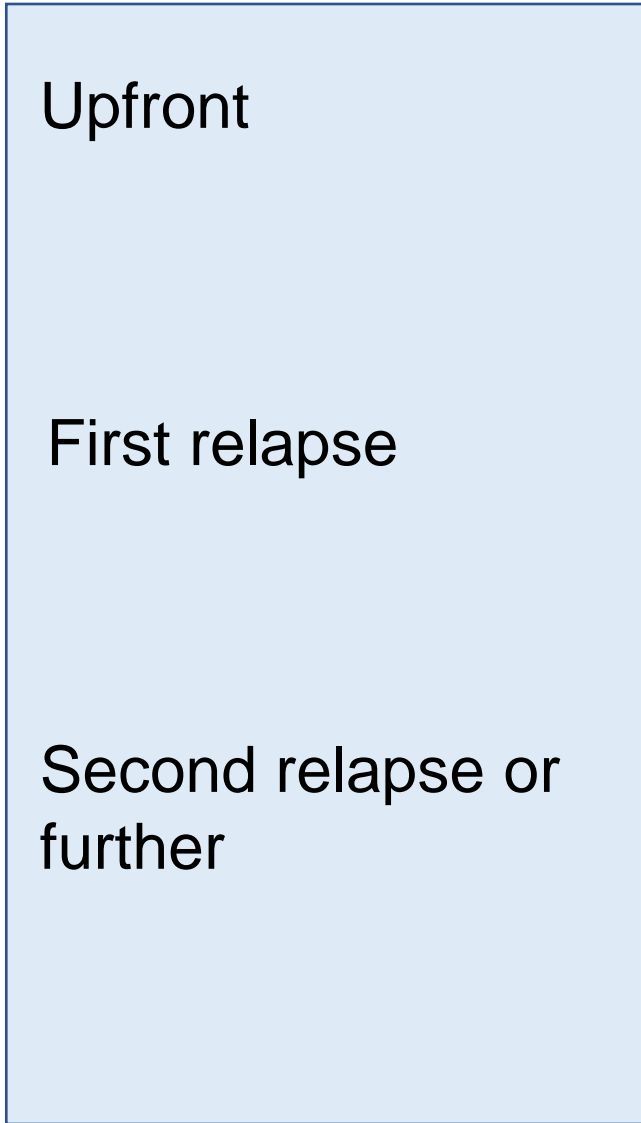 Upfront
First relapse
Second relapse or
further